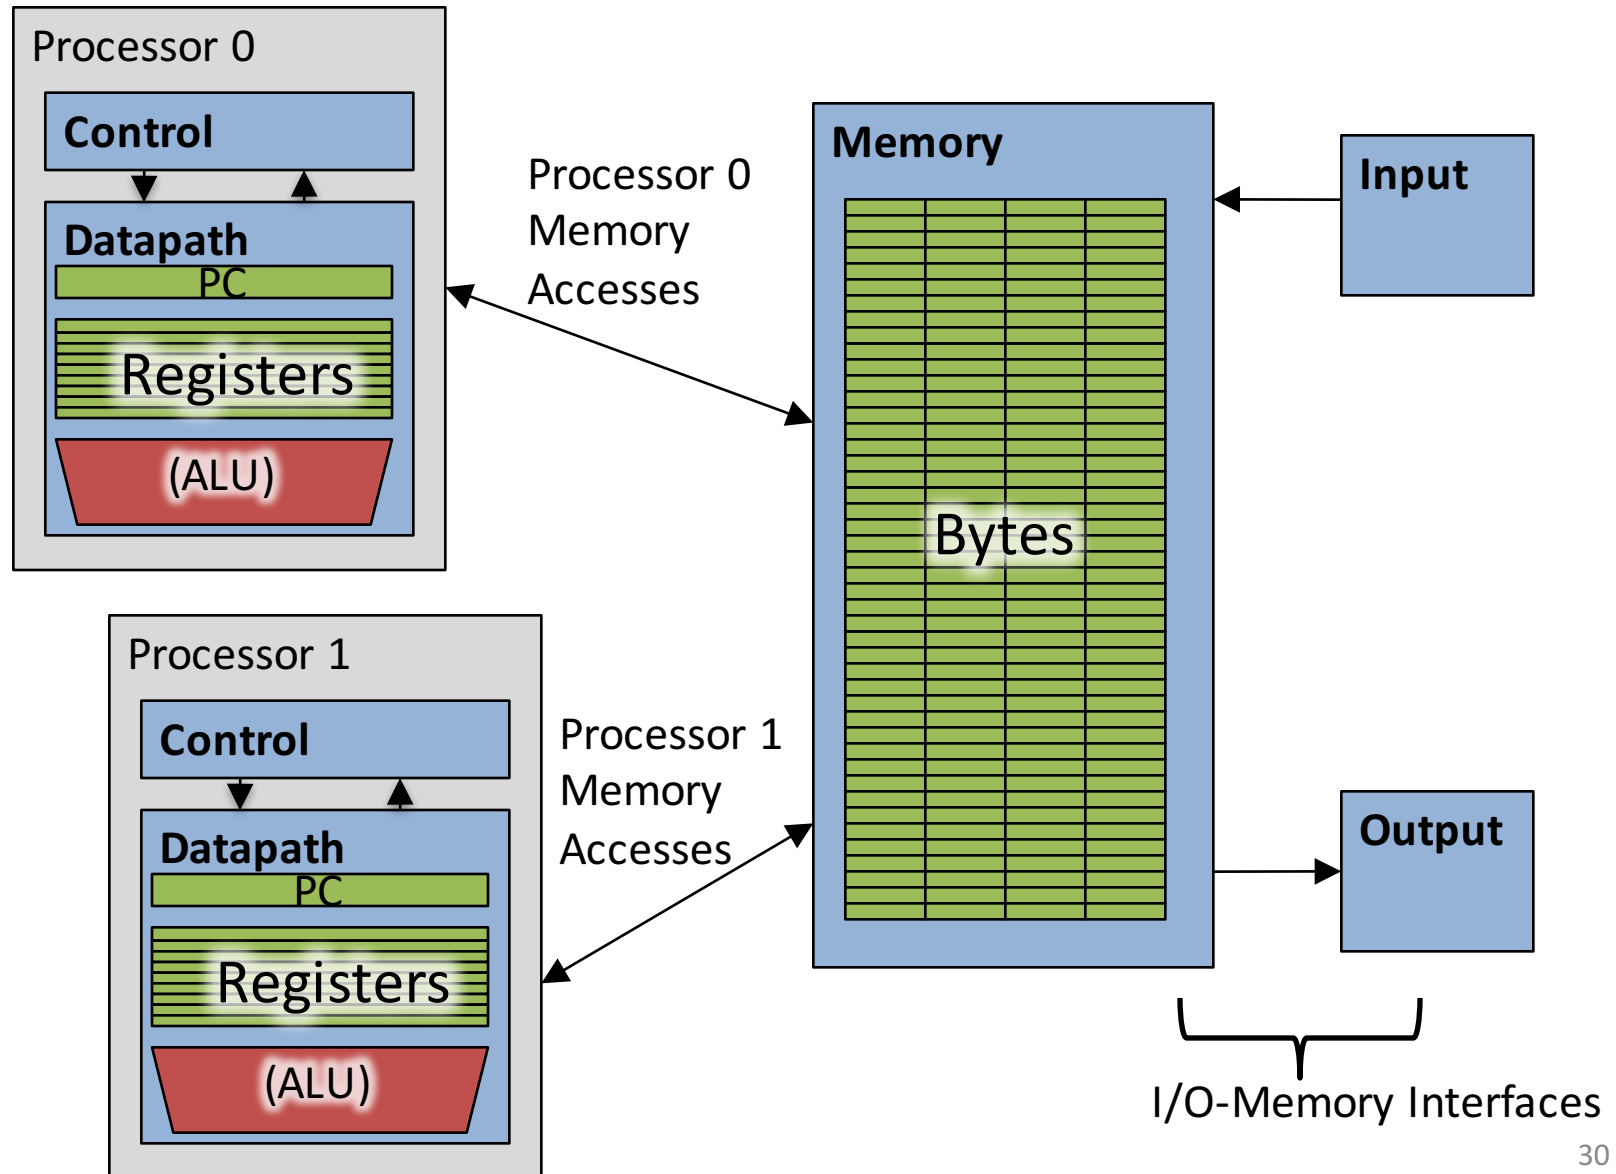 Processor 0
Control
Datapath
PC
Registers
(ALU)
Processor 0
Memory
Accesses
Memory
Bytes
Input
Processor 1
Control
Datapath
PC
Registers
(ALU)
Processor 1
Memory
Accesses
Output
I/O-Memory Interfaces
30